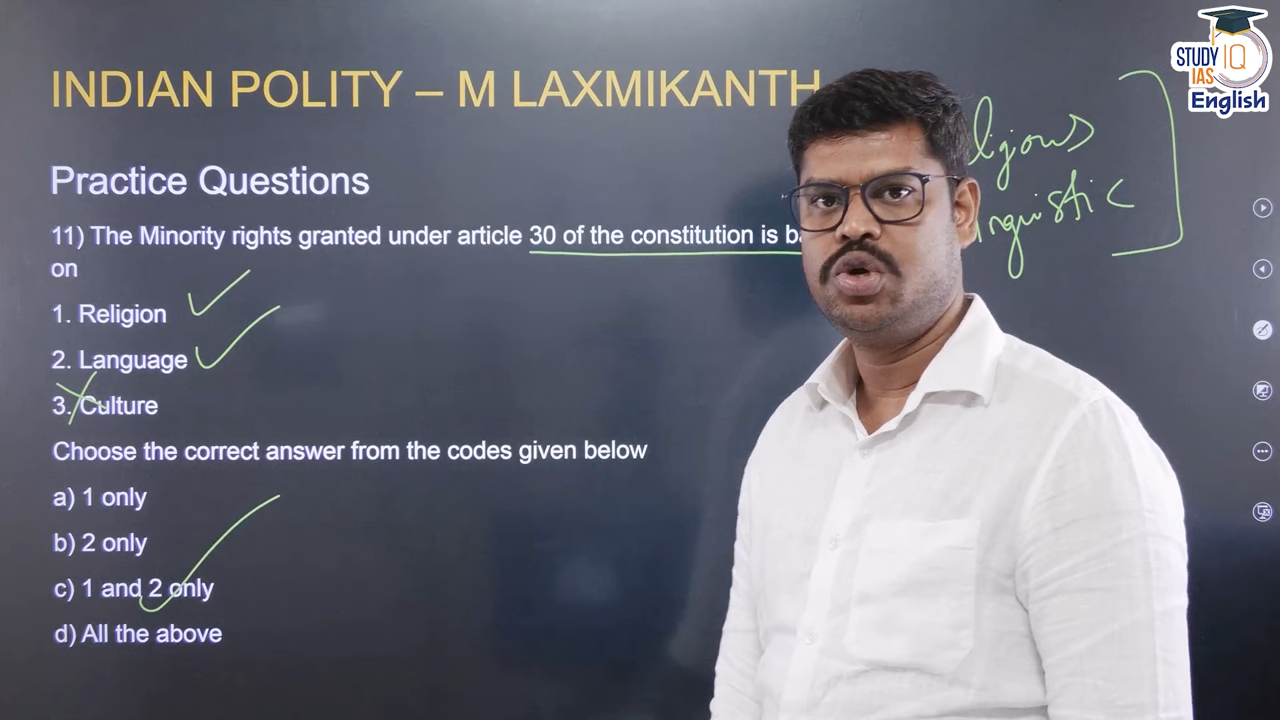 INDIAN POLITY – M LAXMIKANTH
STUDY IQ
IAS
English
Practice Questions
11) The Minority rights granted under article 30 of the constitution is
on
1. Religion
2. Language
3. Culture
Choose the correct answer from the codes given below
a) 1 only
b) 2 only
c) 1 and 2 only
d) All the above